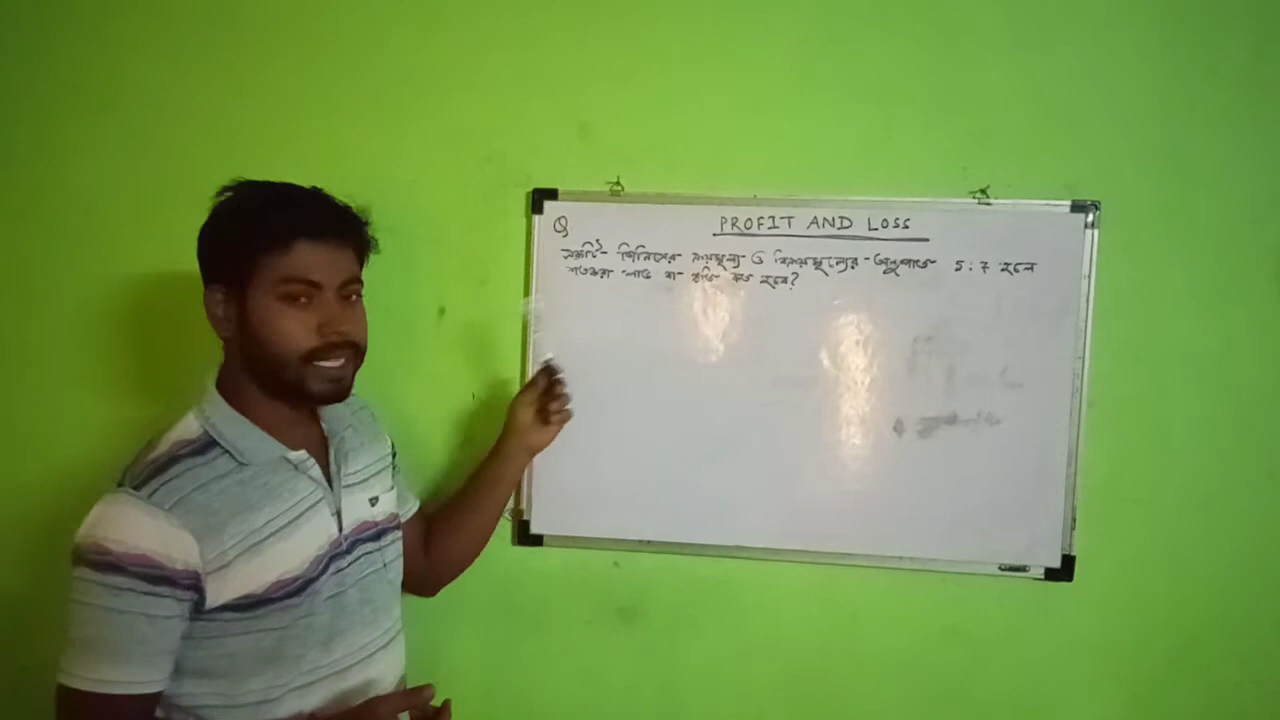 Q
PROFIT AND LOSS
একটি জিনিসের ক্রয়মূল্য ও বিক্রয়মূল্যের অনুপাত 5:7 হলে
শতকরা লাভ বা ক্ষতি কত হবে?